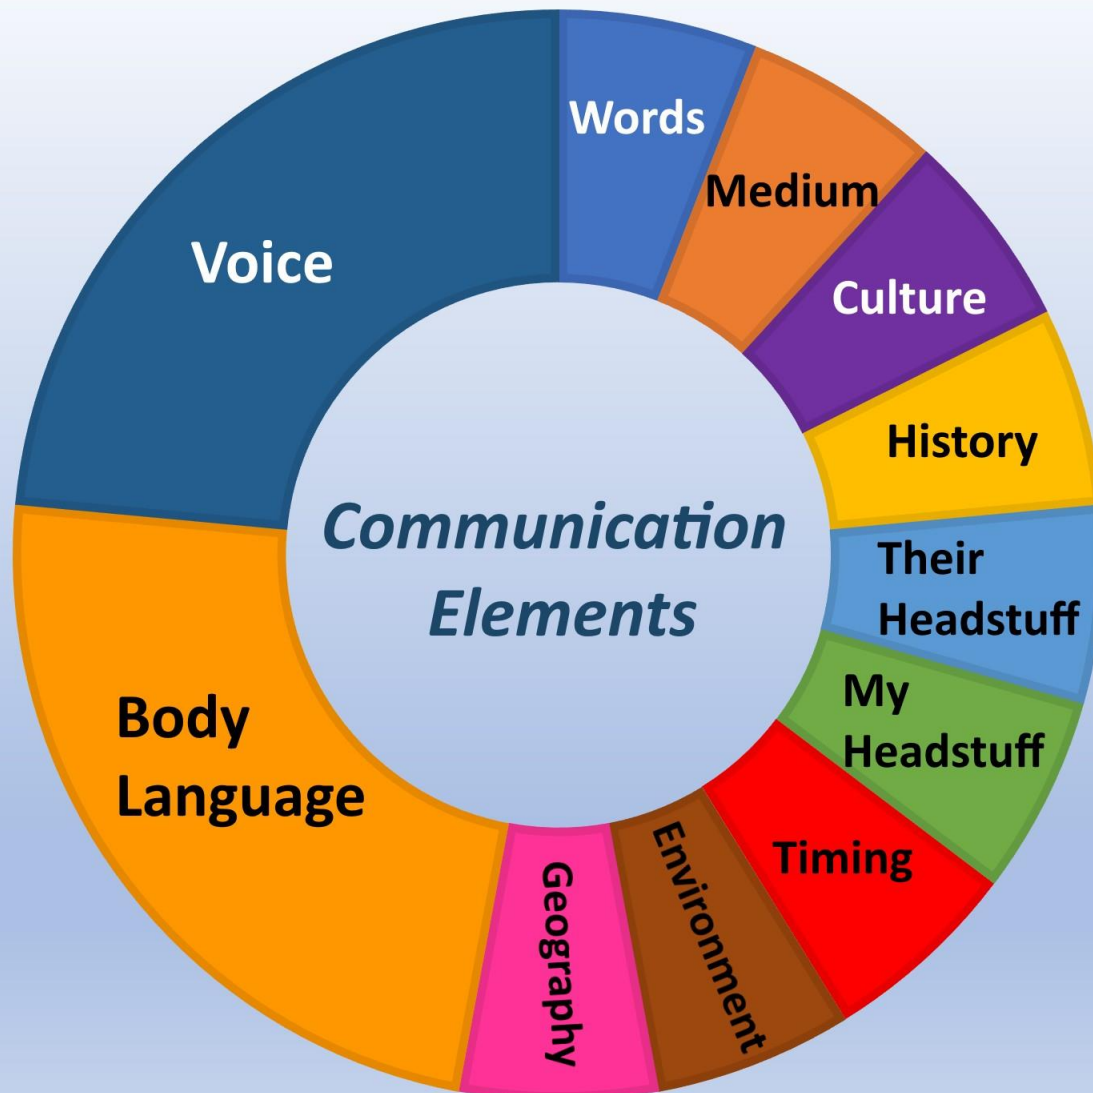 Words
Medium
Culture
History
Their
Headstuff
My
Headstuff
Timing
Environment
Geography
Body
Language
Voice
Communication
Elements